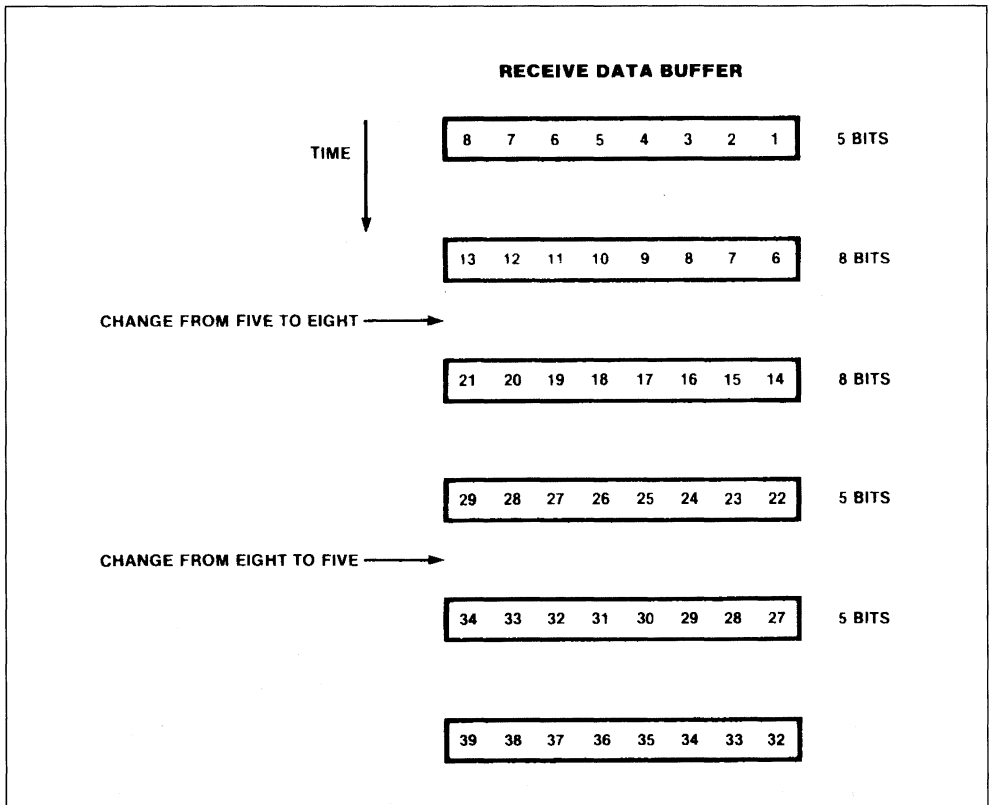 RECEIVE DATA BUFFER
8 7 6 5 4 3 2 1 5 BITS
TIME
13 12 11 10 9 8 7 6 8 BITS
CHANGE FROM FIVE TO EIGHT
21 20 19 18 17 16 15 14 8 BITS
29 28 27 26 25 24 23 22 5 BITS
CHANGE FROM EIGHT TO FIVE
34 33 32 31 30 29 28 27 5 BITS
39 38 37 36 35 34 33 32